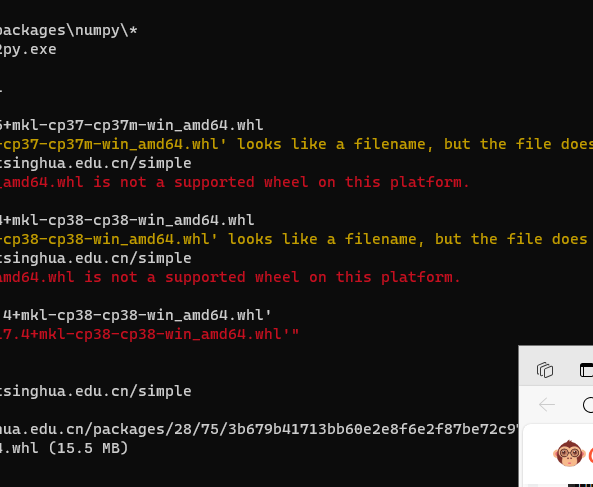 packages\numpy\*
2py.exe
5+mkl-cp37-cp37m-win_amd64.whl
-cp37-cp37m-win_amd64.whl' looks like a filename, but the file does
tsinghua.edu.cn/simple
_amd64.whl is not a supported wheel on this platform.
4+mkl-cp38-cp38-win_amd64.whl
-cp38-cp38-win_amd64.whl' looks like a filename, but the file does
tsinghua.edu.cn/simple
amd64.whl is not a supported wheel on this platform.
.4+mkl-cp38-cp38-win_amd64.whl'
17.4+mkl-cp38-cp38-win_amd64.whl'"
tsinghua.edu.cn/simple
hua.edu.cn/packages/28/75/3b679b41713bb60e2e8f6e2f87be72c9
4.whl (15.5 MB)